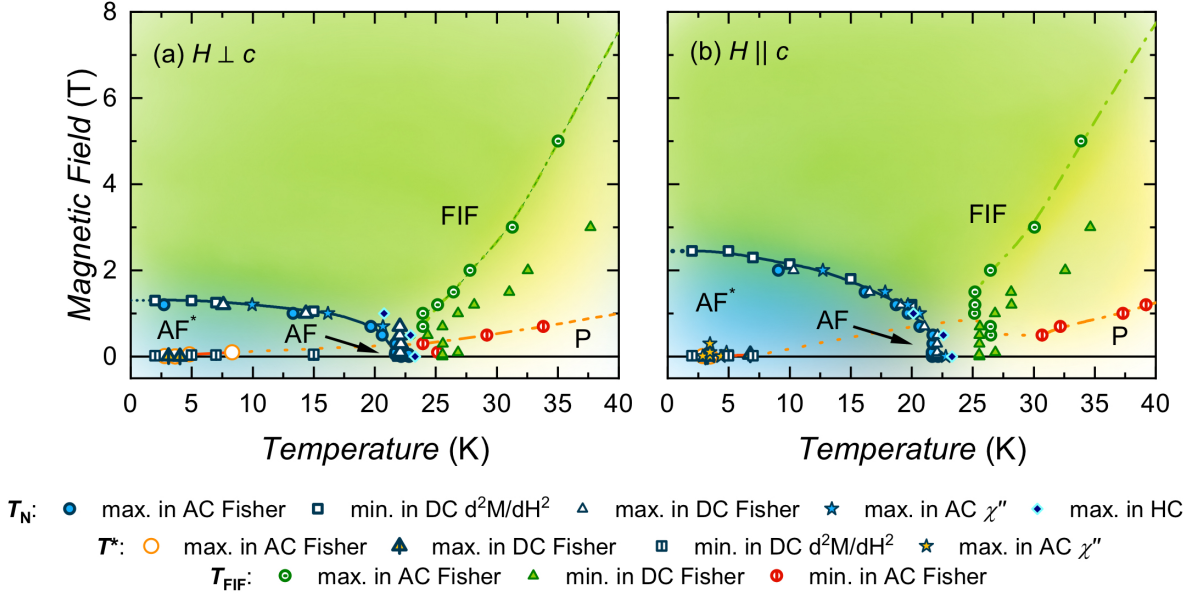 (a) H ⊥ c
(b) H || c
Magnetic Field (T)
8
6
4
2
0
FIF
AF*
AF
P
FIF
AF*
AF
P
0 5 10 15 20 25 30 35 40
0 5 10 15 20 25 30 35 40
Temperature (K)
Temperature (K)
T_N: max. in AC Fisher min. in DC d²M/dH² max. in DC Fisher max. in AC χ″ max. in HC
T*: max. in AC Fisher max. in DC Fisher min. in DC d²M/dH² max. in AC χ″
T_FIF: max. in AC Fisher min. in DC Fisher min. in AC Fisher